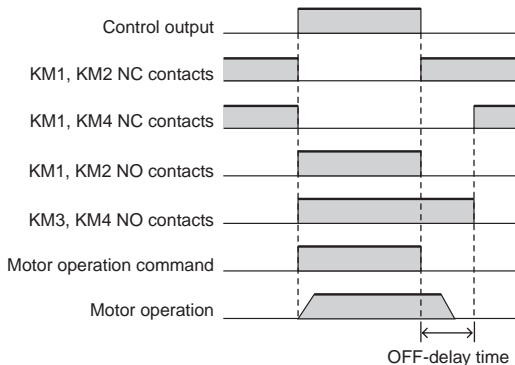 Control output
KM1, KM2 NC contacts
KM1, KM4 NC contacts
KM1, KM2 NO contacts
KM3, KM4 NO contacts
Motor operation command
Motor operation
OFF-delay time